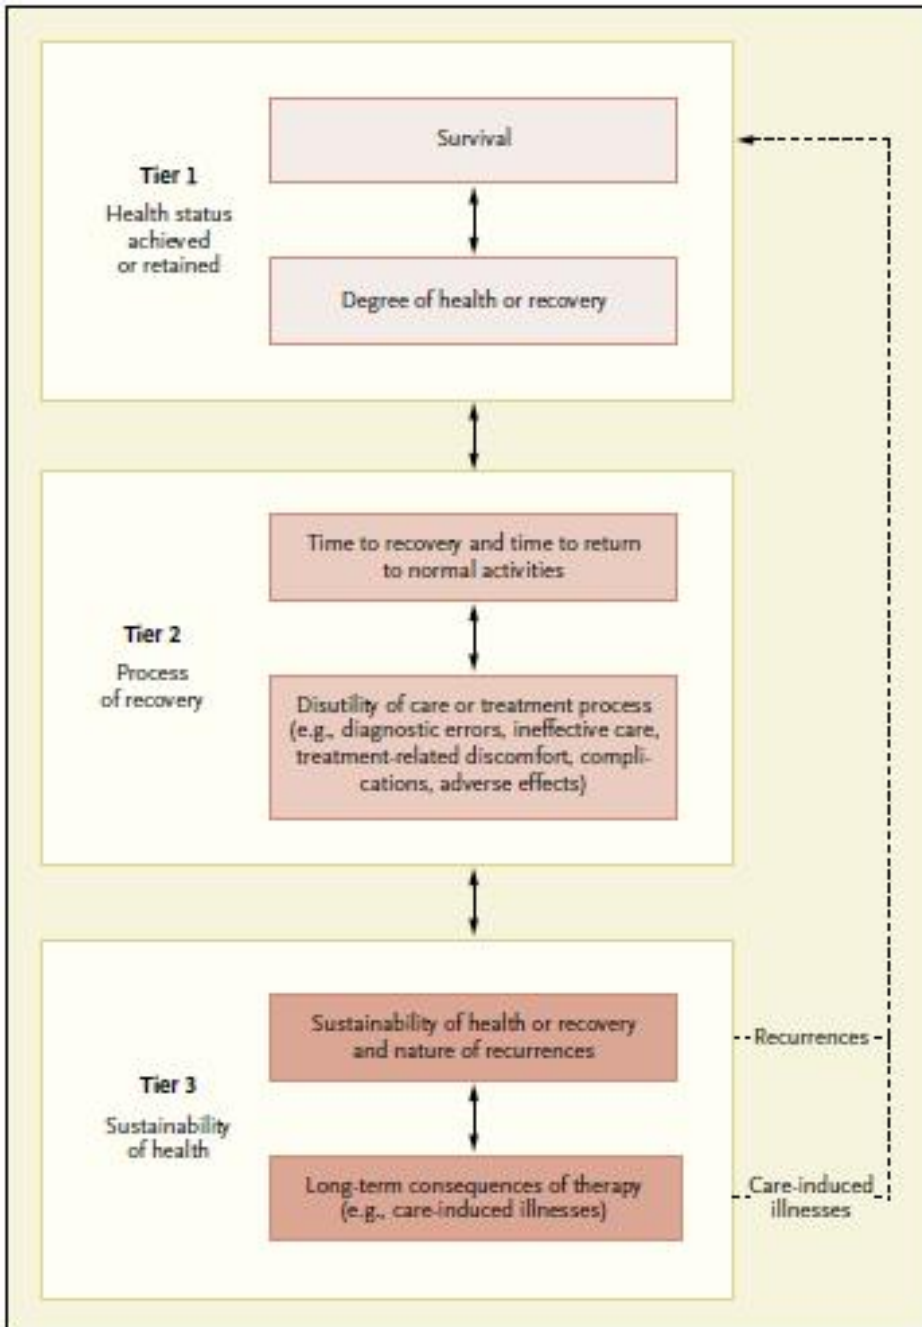 Tier 1
Health status
achieved
or retained
Survival
Degree of health or recovery
Tier 2
Process
of recovery
Time to recovery and time to return
to normal activities
Disutility of care or treatment process
(e.g., diagnostic errors, ineffective care,
treatment-related discomfort, compli-
cations, adverse effects)
Tier 3
Sustainability
of health
Sustainability of health or recovery
and nature of recurrences
Recurrences
Long-term consequences of therapy
(e.g., care-induced illnesses)
Care-induced
illnesses